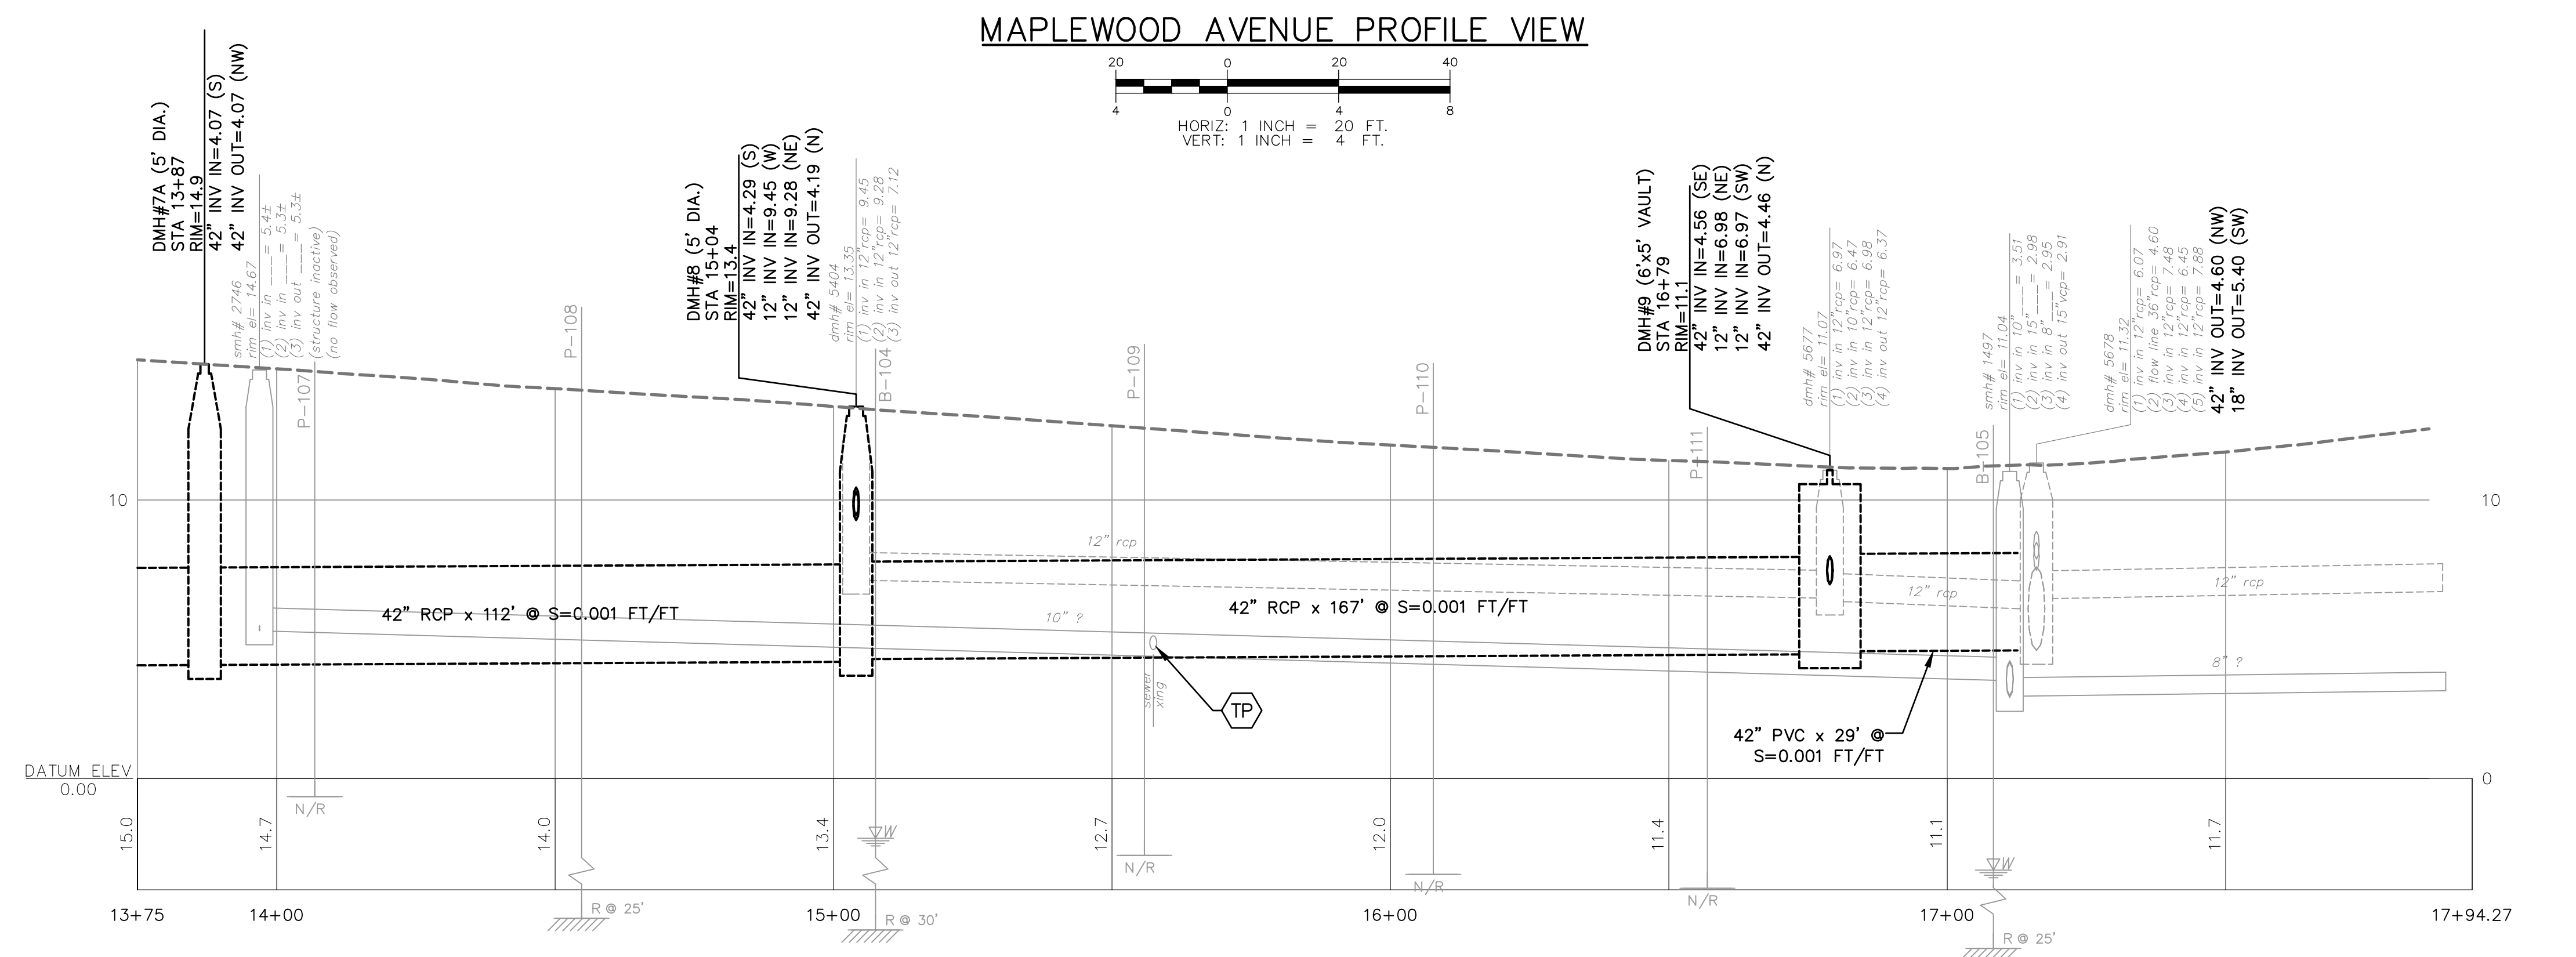 MAPLEWOOD AVENUE PROFILE VIEW
20 0 20 40
4 0 4 8
HORIZ: 1 INCH = 20 FT.
VERT: 1 INCH = 4 FT.
DMH#7A (5' DIA.)
STA 13+87
RIM=14.9
42" INV IN=4.07 (S)
42" INV OUT=4.07 (NW)
smh# 2746
rim el= 14.67
(1) inv in ____= 5.4±
(2) inv in ____= 5.3±
(3) inv out ____= 5.3±
(structure inactive)
(no flow observed)
P-107
P-108
DMH#8 (5' DIA.)
STA 15+04
RIM=13.4
42" INV IN=4.29 (S)
12" INV IN=9.45 (W)
12" INV IN=9.28 (NE)
42" INV OUT=4.19 (N)
dmh# 5404
rim el= 13.35
(1) inv in 12"rcp= 9.45
(2) inv in 12"rcp= 9.28
(3) inv out 12"rcp= 7.12
B-104
P-109
P-110
DMH#9 (6'x5' VAULT)
STA 16+79
RIM=11.1
42" INV IN=4.56 (SE)
12" INV IN=6.98 (NE)
12" INV IN=6.97 (SW)
42" INV OUT=4.46 (N)
P-111
dmh# 5677
rim el= 11.07
(1) inv in 12"rcp= 6.97
(2) inv in 10"rcp= 6.47
(3) inv in 12"rcp= 6.98
(4) inv out 12"rcp= 6.37
B-105
smh# 1497
rim el= 11.04
(1) inv in 10" ____= 3.51
(2) inv in 15" ____= 2.98
(3) inv in 8" ____= 2.95
(4) inv out 15"vcp= 2.91
dmh# 5678
rim el= 11.32
(1) inv in 12"rcp= 6.07
(2) flow line 36"rcp= 4.60
(3) inv in 12"rcp= 7.48
(4) inv in 12"rcp= 6.45
(5) inv in 12"rcp= 7.88
42" INV OUT=4.60 (NW)
18" INV OUT=5.40 (SW)
10 10
12" rcp
12" rcp
12" rcp
42" RCP x 112' @ S=0.001 FT/FT
10" ?
42" RCP x 167' @ S=0.001 FT/FT
8" ?
sewer
xing
TP
42" PVC x 29' @
S=0.001 FT/FT
DATUM ELEV
0.00
0
N/R
15.0 14.7 14.0 13.4 12.7 12.0 11.4 11.1 11.7
W
N/R
W
N/R
N/R
13+75 14+00 15+00 16+00 17+00 17+94.27
R @ 25'
R @ 30'
R @ 25'